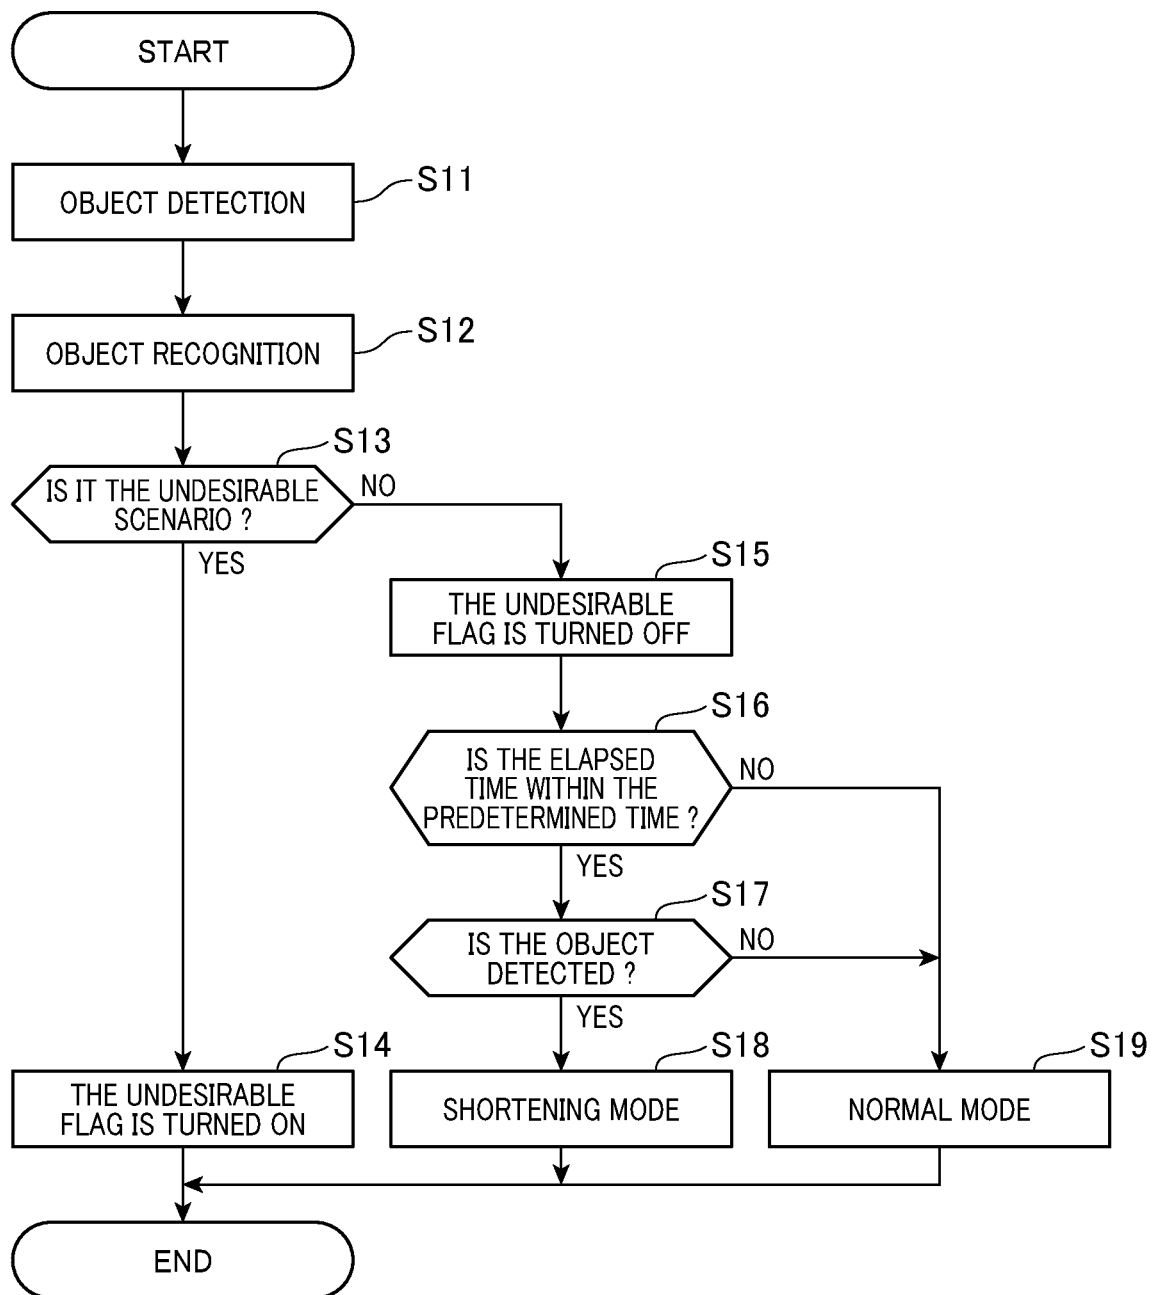 START
S11
OBJECT DETECTION
S12
OBJECT RECOGNITION
S13
IS IT THE UNDESIRABLE
SCENARIO ?
NO
YES
S15
THE UNDESIRABLE
FLAG IS TURNED OFF
S16
IS THE ELAPSED
TIME WITHIN THE
PREDETERMINED TIME ?
NO
YES
S17
IS THE OBJECT
DETECTED ?
NO
YES
S14
THE UNDESIRABLE
FLAG IS TURNED ON
S18
SHORTENING MODE
S19
NORMAL MODE
END